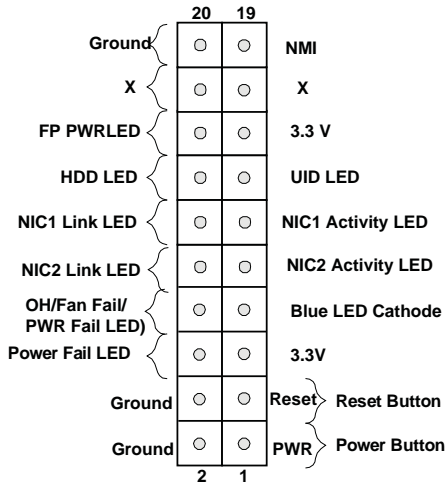 20 19
Ground NMI
X X
FP PWRLED 3.3 V
HDD LED UID LED
NIC1 Link LED NIC1 Activity LED
NIC2 Link LED NIC2 Activity LED
OH/Fan Fail/
PWR Fail LED) Blue LED Cathode
Power Fail LED 3.3V
Ground Reset Reset Button
Ground PWR Power Button
2 1